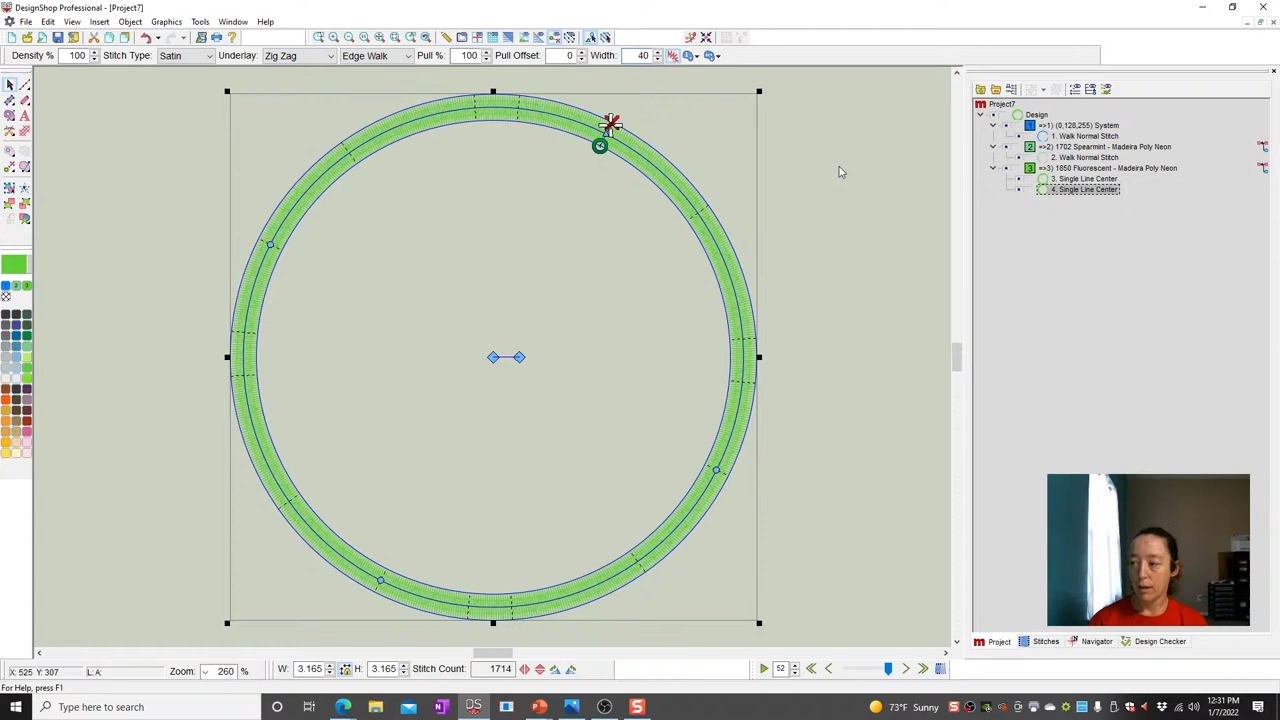 DesignShop Professional - [Project7]
File Edit View Insert Object Graphics Tools Window Help
Density % 100 Stitch Type: Satin Underlay: Zig Zag Edge Walk Pull % 100 Pull Offset: 0 Width: 40
Project7
Design
=>1) (0,128,255) System
1. Walk Normal Stitch
=>2) 1702 Spearmint - Madeira Poly Neon
2. Walk Normal Stitch
=>3) 1850 Fluorescent - Madeira Poly Neon
3. Single Line Center
4. Single Line Center
1 2 3
Project Stitches Navigator Design Checker
X: 525 Y: 307 L: A: Zoom: 260 % W: 3.165 H: 3.165 Stitch Count: 1714 52
For Help, press F1
Type here to search
73°F Sunny
12:31 PM
1/7/2022